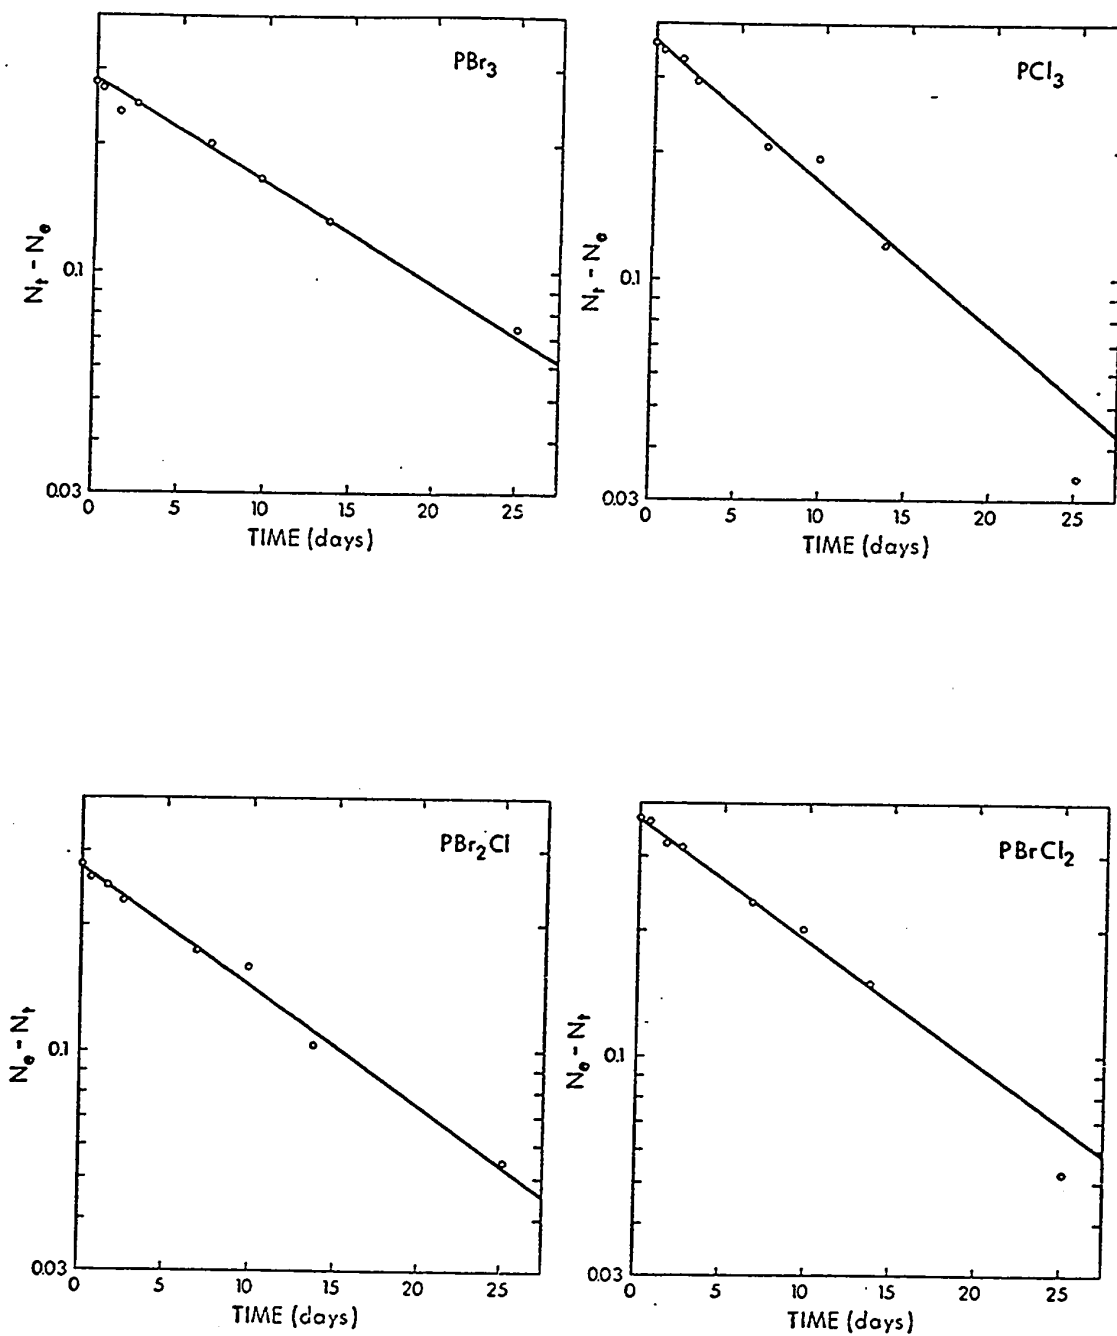 PBr₃
Nₜ – Nₑ
0.1
0.03
0 5 10 15 20 25
TIME (days)
PCl₃
Nₜ – Nₑ
0.1
0.03
0 5 10 15 20 25
TIME (days)
PBr₂Cl
Nₑ – Nₜ
0.1
0.03
0 5 10 15 20 25
TIME (days)
PBrCl₂
Nₑ – Nₜ
0.1
0.03
0 5 10 15 20 25
TIME (days)